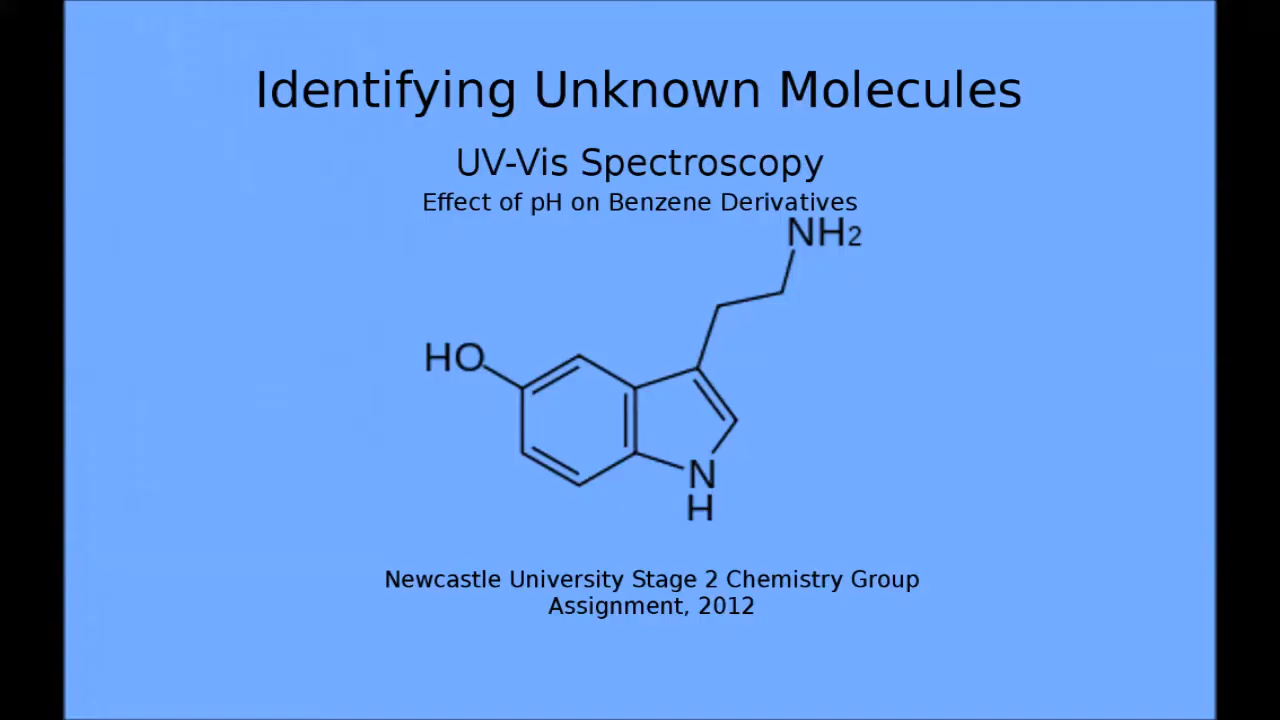 Identifying Unknown Molecules
UV-Vis Spectroscopy
Effect of pH on Benzene Derivatives
NH2
HO
N
H
Newcastle University Stage 2 Chemistry Group
Assignment, 2012